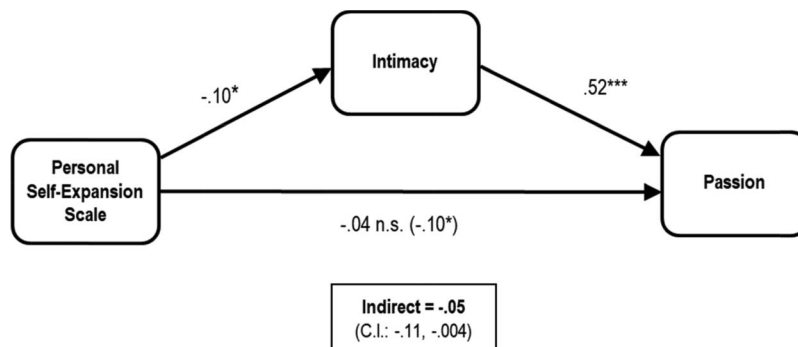 Intimacy
-.10*
.52***
Personal
Self-Expansion
Scale
Passion
-.04 n.s. (-.10*)
Indirect = -.05
(C.I.: -.11, -.004)